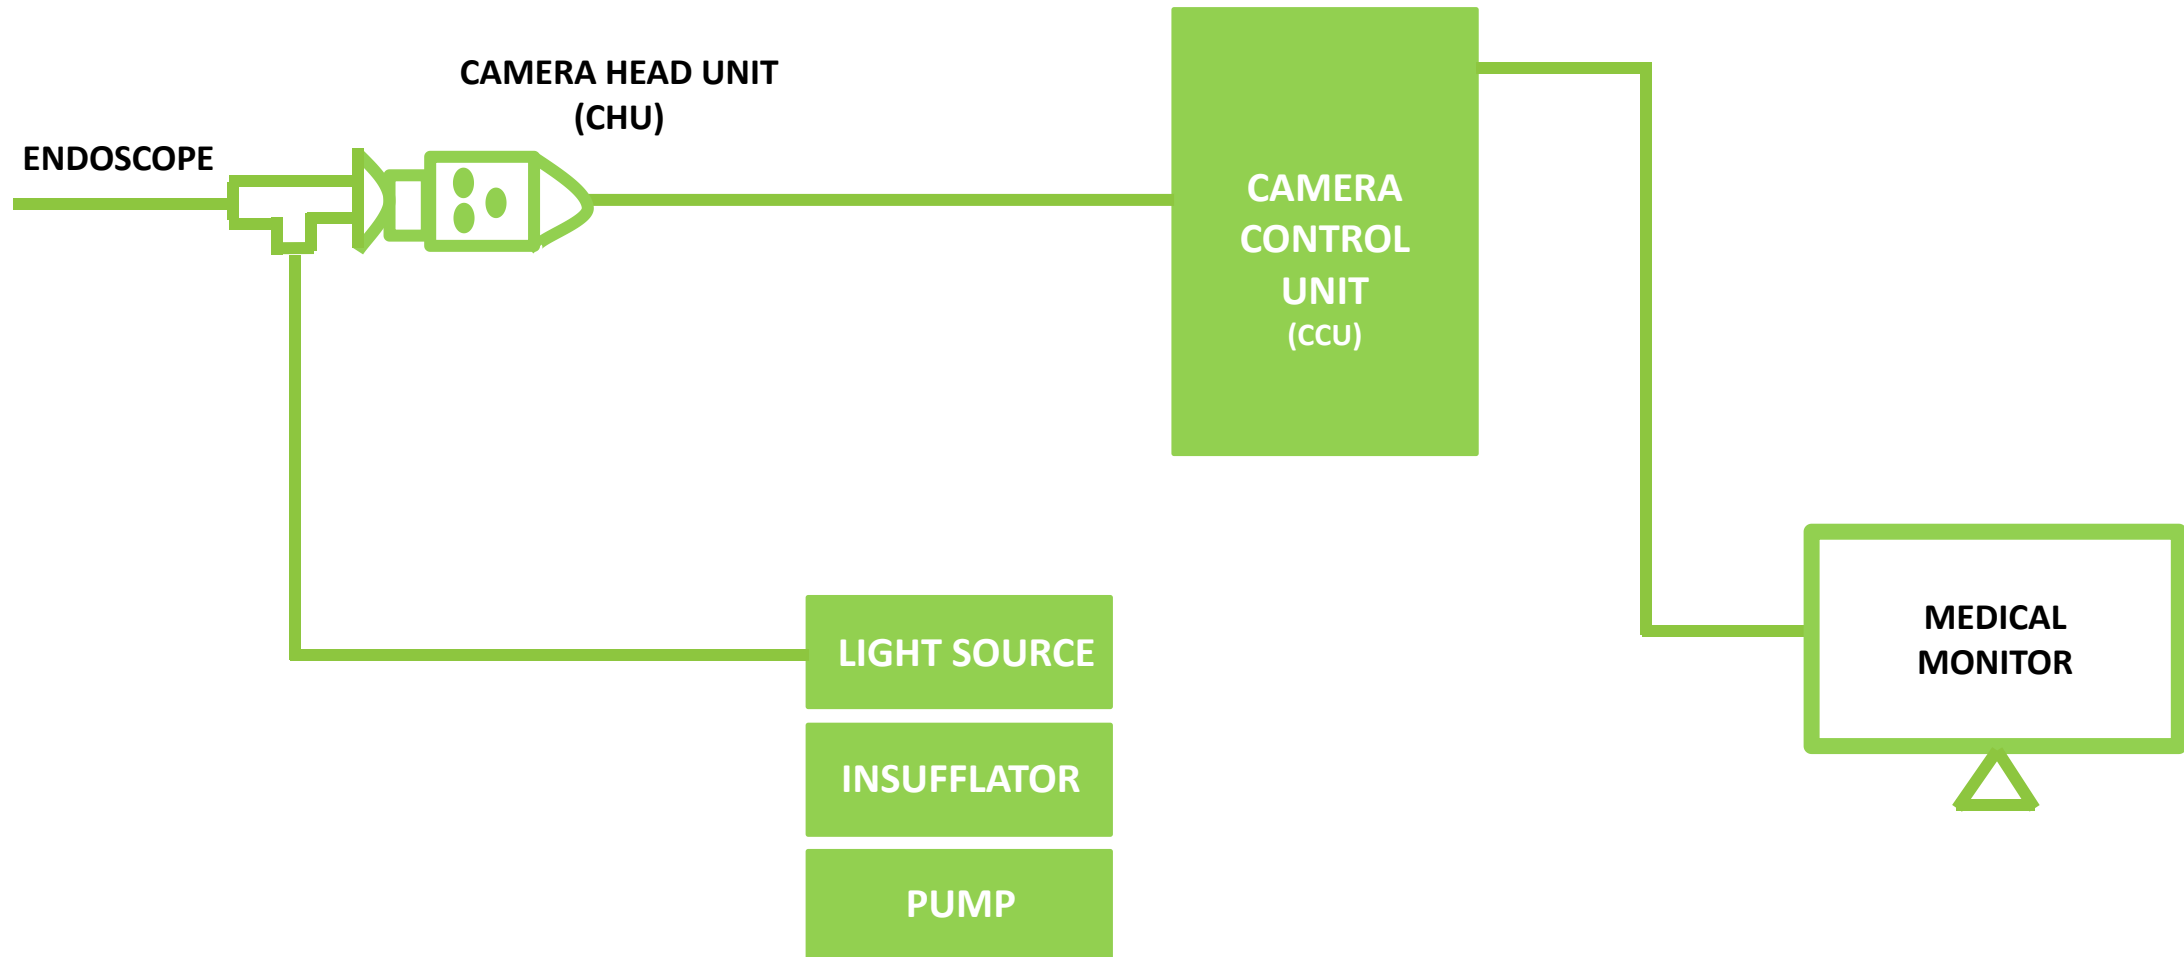 CAMERA HEAD UNIT
(CHU)
ENDOSCOPE
CAMERA
CONTROL
UNIT
(CCU)
LIGHT SOURCE
INSUFFLATOR
PUMP
MEDICAL
MONITOR